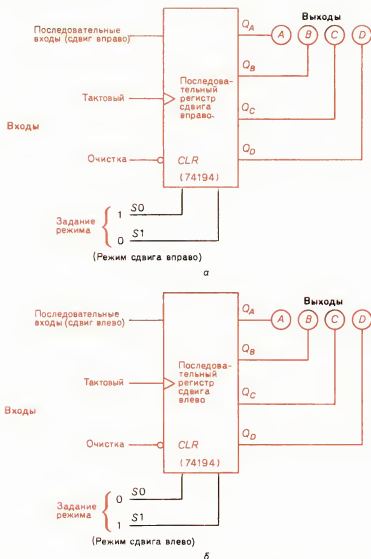 Последовательные
входы (сдвиг вправо)
Тактовый
Входы
Очистка
Последова-
тельный
регистр
сдвига
вправо
CLR
(74194)
Q_A
Q_B
Q_C
Q_D
Выходы
A B C D
Задание
режима
1 S0
0 S1
(Режим сдвига вправо)
а
Последовательные
входы (сдвиг влево)
Тактовый
Входы
Очистка
Последова-
тельный
регистр
сдвига
влево
CLR
(74194)
Q_A
Q_B
Q_C
Q_D
Выходы
A B C D
Задание
режима
0 S0
1 S1
(Режим сдвига влево)
б